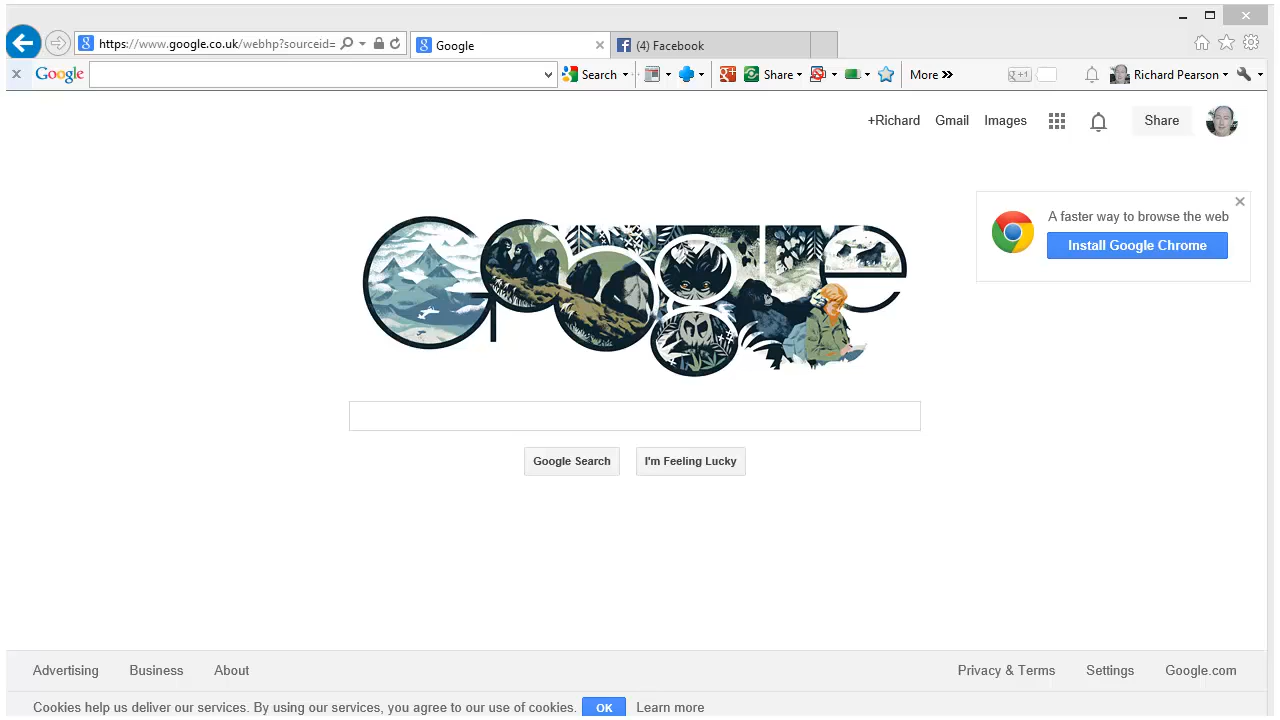 https://www.google.co.uk/webhp?sourceid=
Google
(4) Facebook
Google
Search
Share
More »
g +1
Richard Pearson
+Richard
Gmail
Images
Share
A faster way to browse the web
Install Google Chrome
Google
Google Search
I'm Feeling Lucky
Advertising
Business
About
Privacy & Terms
Settings
Google.com
Cookies help us deliver our services. By using our services, you agree to our use of cookies.
OK
Learn more